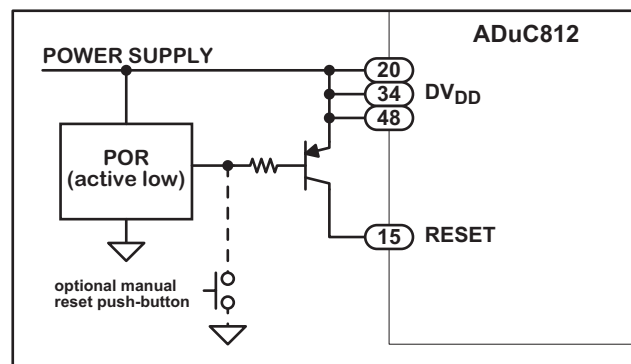 ADuC812
POWER SUPPLY
20
34
48
DVDD
POR
(active low)
15
RESET
optional manual
reset push-button